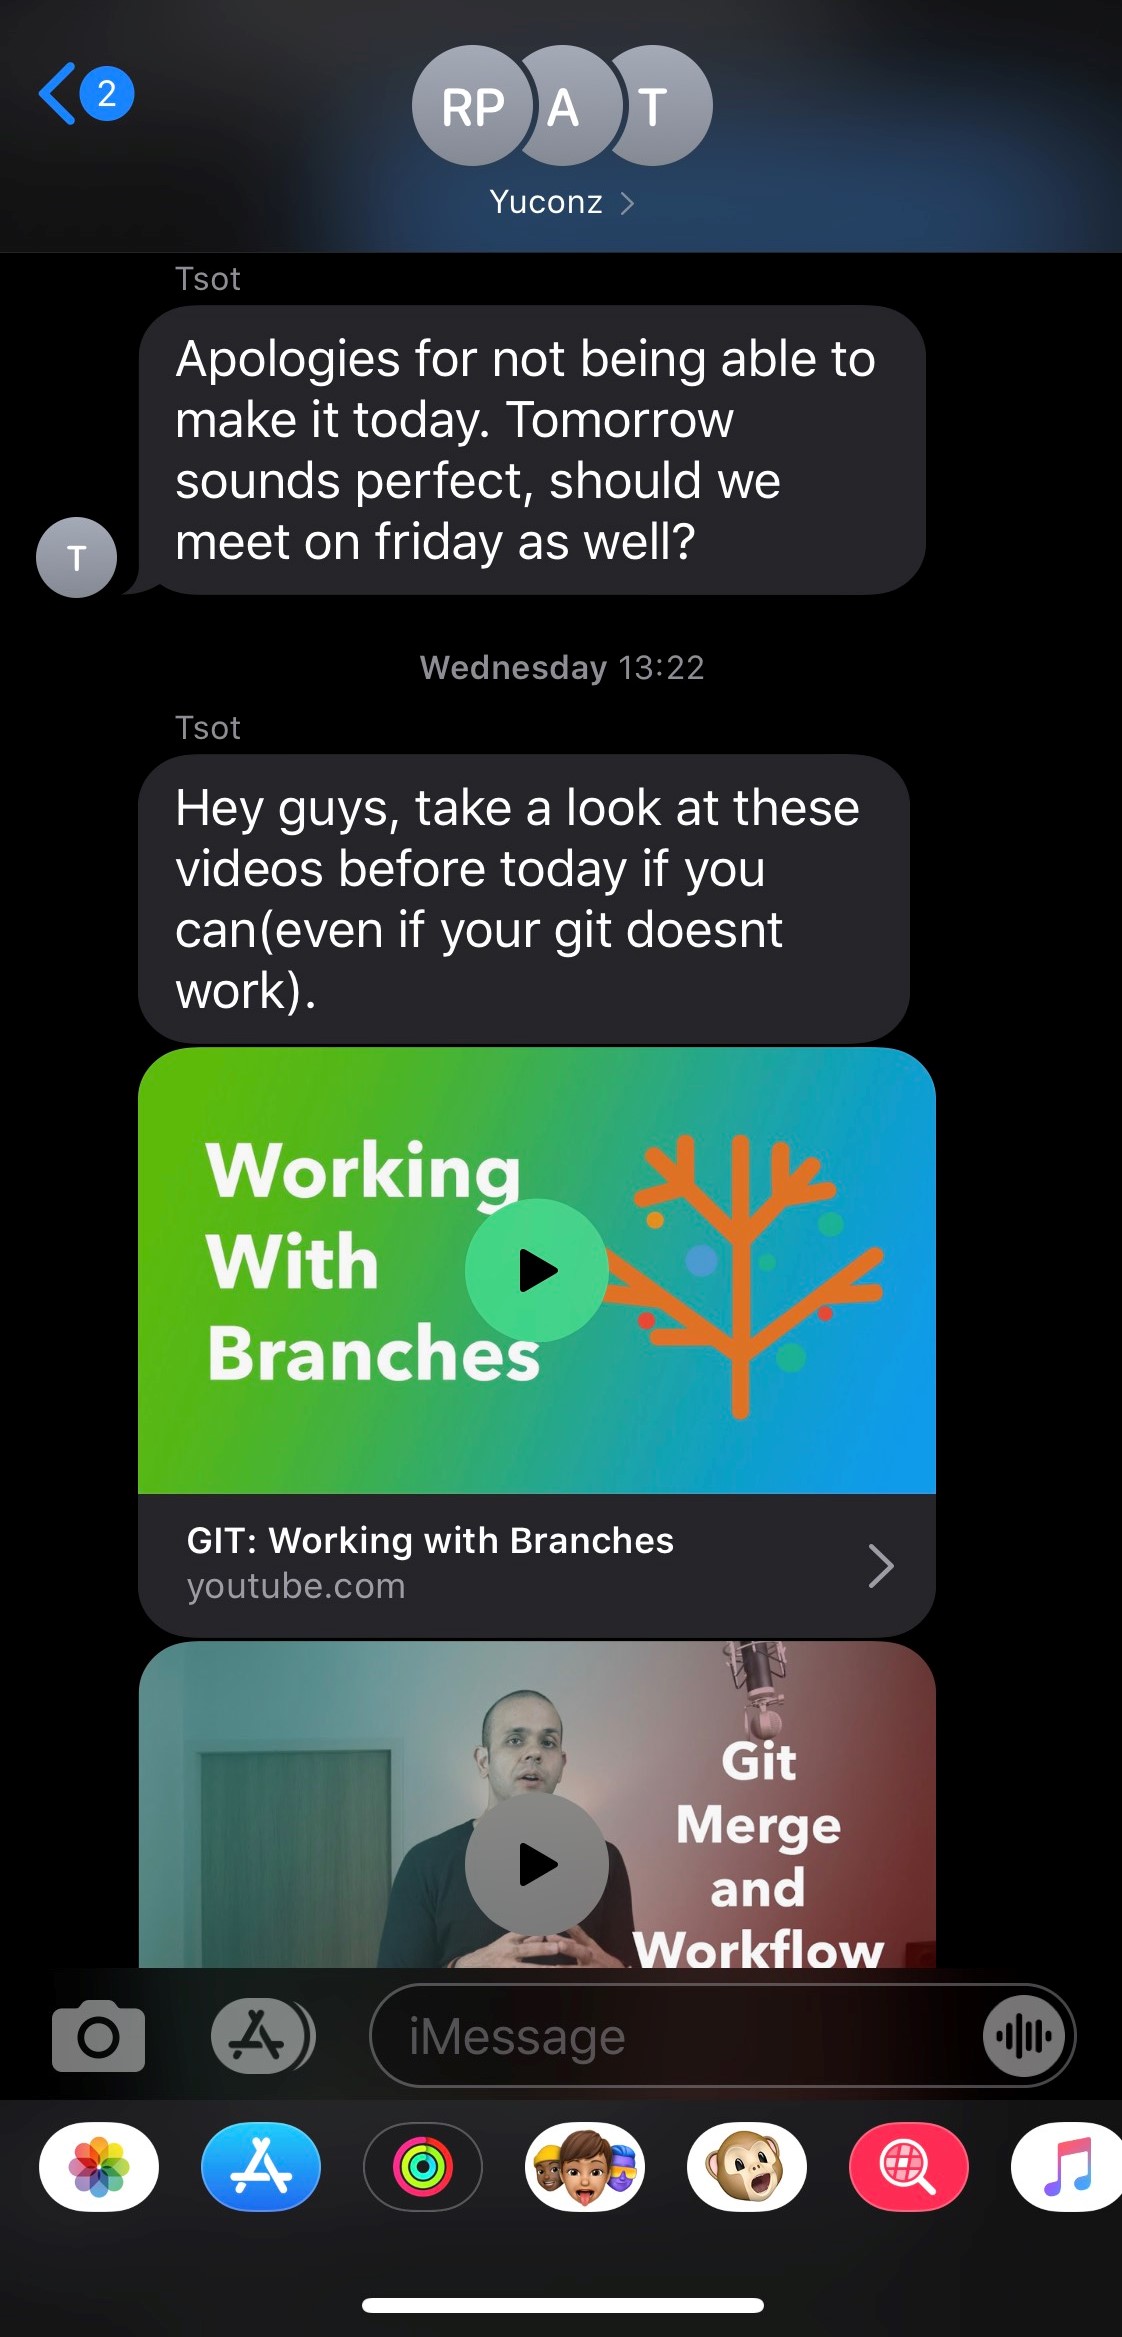 2
RP A T
Yuconz
Tsot
Apologies for not being able to
make it today. Tomorrow
sounds perfect, should we
meet on friday as well?
T
Wednesday 13:22
Tsot
Hey guys, take a look at these
videos before today if you
can(even if your git doesnt
work).
Working
With
Branches
GIT: Working with Branches
youtube.com
Git
Merge
and
Workflow
iMessage